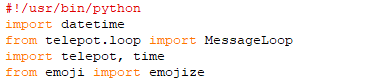 #!/usr/bin/python
import datetime
from telepot.loop import MessageLoop
import telepot, time
from emoji import emojize